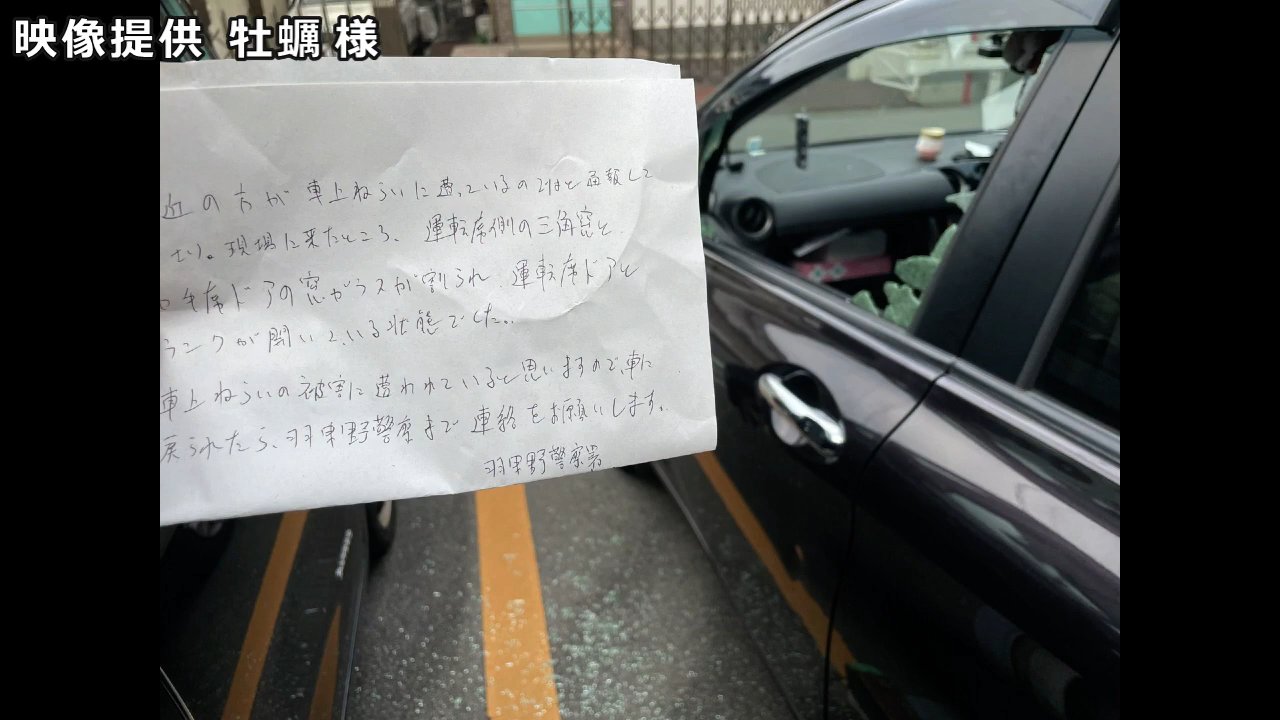 映像提供 牡蠣 様
近の方が車上ねらいに遭っているのではと通報して
現場に来たところ、運転席側の三角窓と
席ドアの窓ガラスが割られ、運転席ドアと
ランクが開いている状態でした。
車上ねらいの被害に遭われていると思いますので、車に
戻られたら、羽曳野警察まで連絡をお願いします。
羽曳野警察署